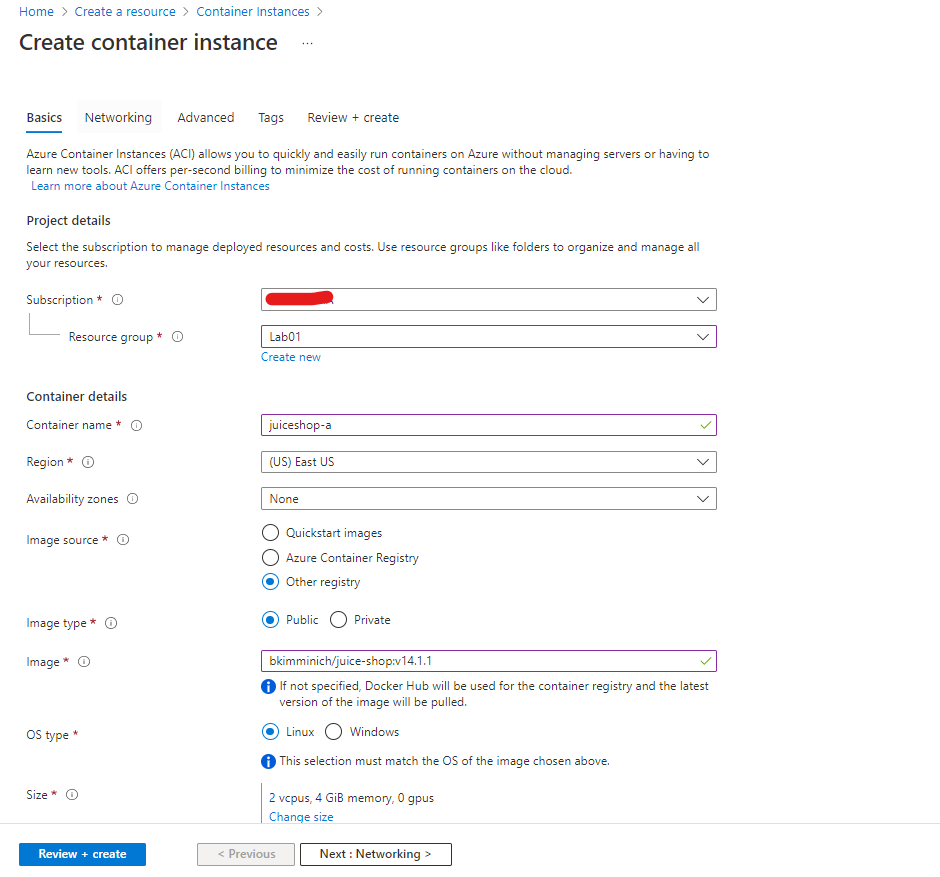 Home > Create a resource > Container Instances >
Create container instance ...
Basics Networking Advanced Tags Review + create
Azure Container Instances (ACI) allows you to quickly and easily run containers on Azure without managing servers or having to
learn new tools. ACI offers per-second billing to minimize the cost of running containers on the cloud.
Learn more about Azure Container Instances
Project details
Select the subscription to manage deployed resources and costs. Use resource groups like folders to organize and manage all
your resources.
Subscription *
Resource group * Lab01
Create new
Container details
Container name * juiceshop-a
Region * (US) East US
Availability zones None
Image source * Quickstart images
Azure Container Registry
Other registry
Image type * Public Private
Image * bkimminich/juice-shop:v14.1.1
If not specified, Docker Hub will be used for the container registry and the latest
version of the image will be pulled.
OS type * Linux Windows
This selection must match the OS of the image chosen above.
Size * 2 vcpus, 4 GiB memory, 0 gpus
Change size
Review + create < Previous Next : Networking >